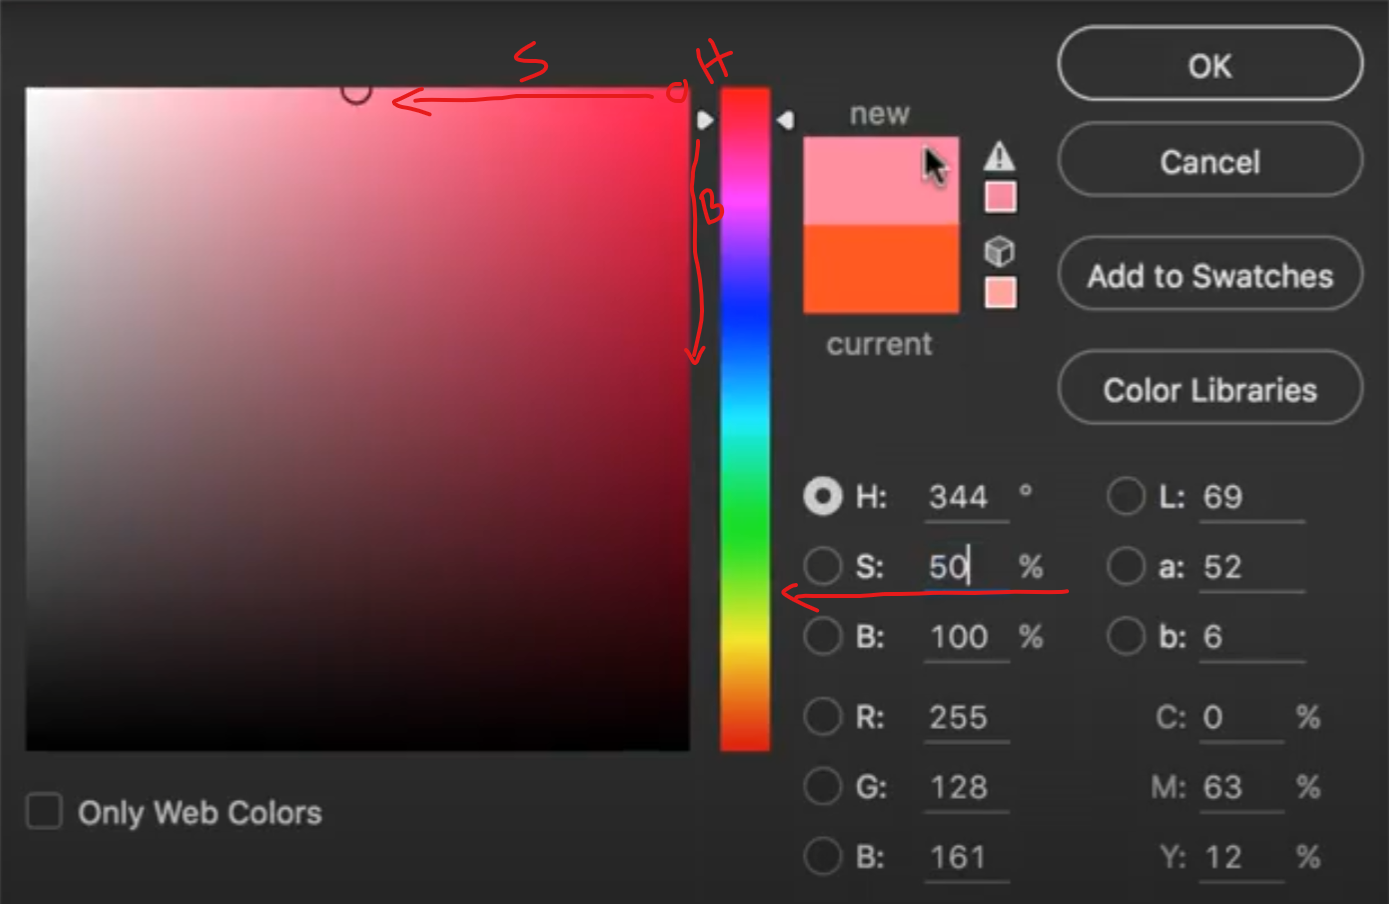 S H
OK
new
B
Cancel
Add to Swatches
current
Color Libraries
H: 344 ° L: 69
S: 50 % a: 52
B: 100 % b: 6
R: 255 C: 0 %
G: 128 M: 63 %
B: 161 Y: 12 %
Only Web Colors